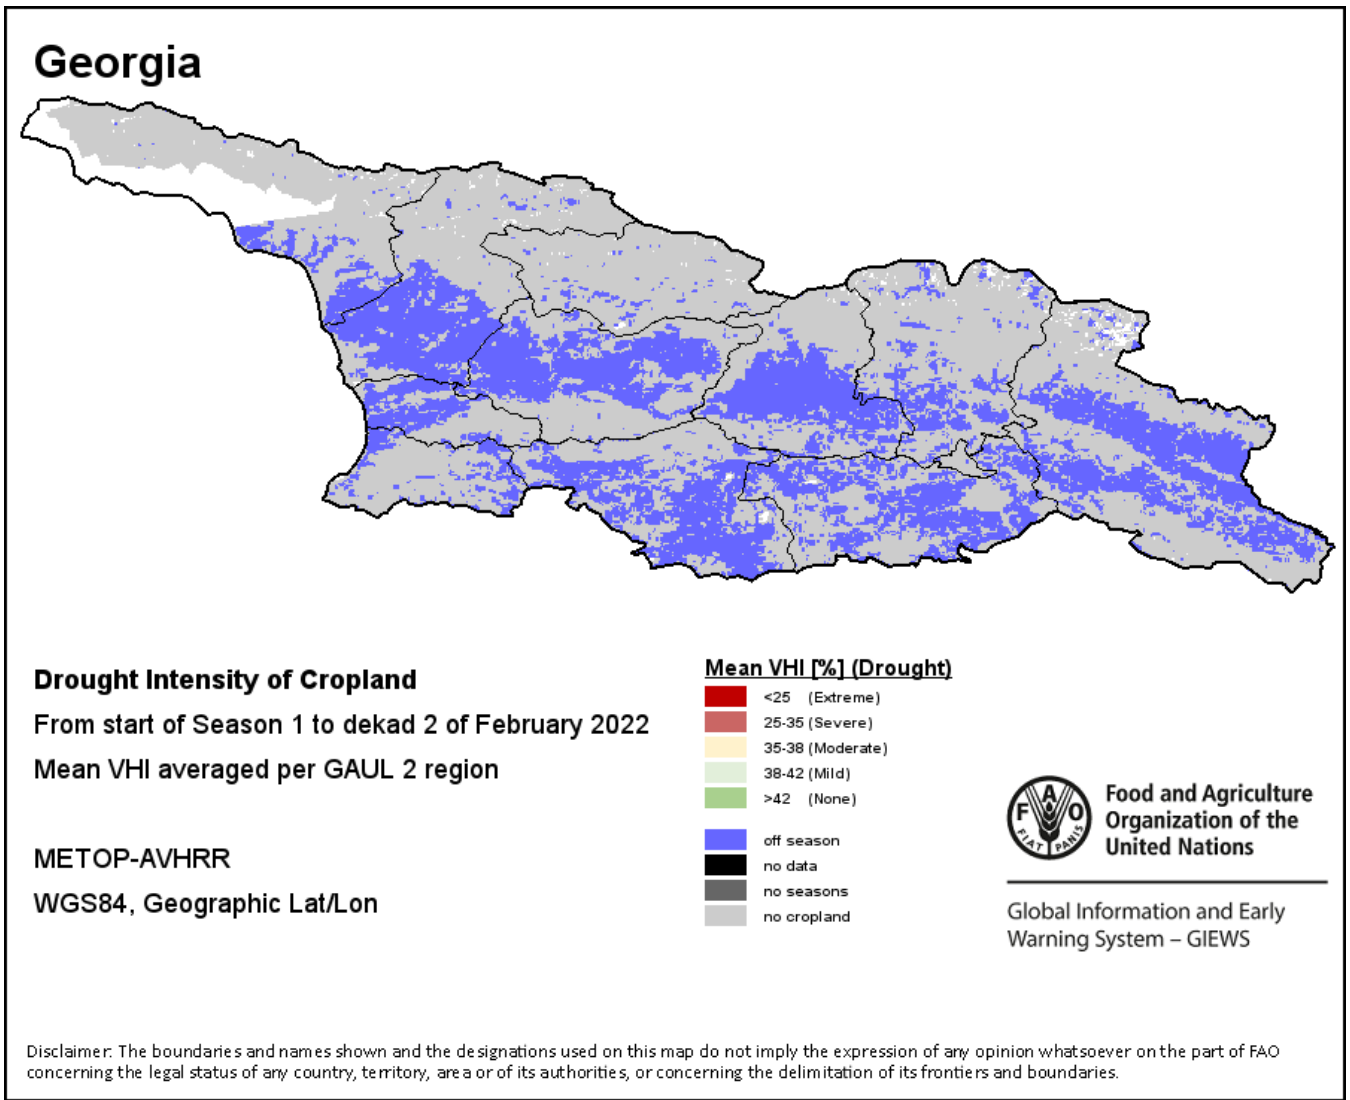 Georgia
Drought Intensity of Cropland
From start of Season 1 to dekad 2 of February 2022
Mean VHI averaged per GAUL 2 region
METOP-AVHRR
WGS84, Geographic Lat/Lon
Mean VHI [%] (Drought)
<25 (Extreme)
25-35 (Severe)
35-38 (Moderate)
38-42 (Mild)
>42 (None)
off season
no data
no seasons
no cropland
F A O
FIAT PANIS
Food and Agriculture
Organization of the
United Nations
Global Information and Early
Warning System – GIEWS
Disclaimer: The boundaries and names shown and the designations used on this map do not imply the expression of any opinion whatsoever on the part of FAO
concerning the legal status of any country, territory, area or of its authorities, or concerning the delimitation of its frontiers and boundaries.